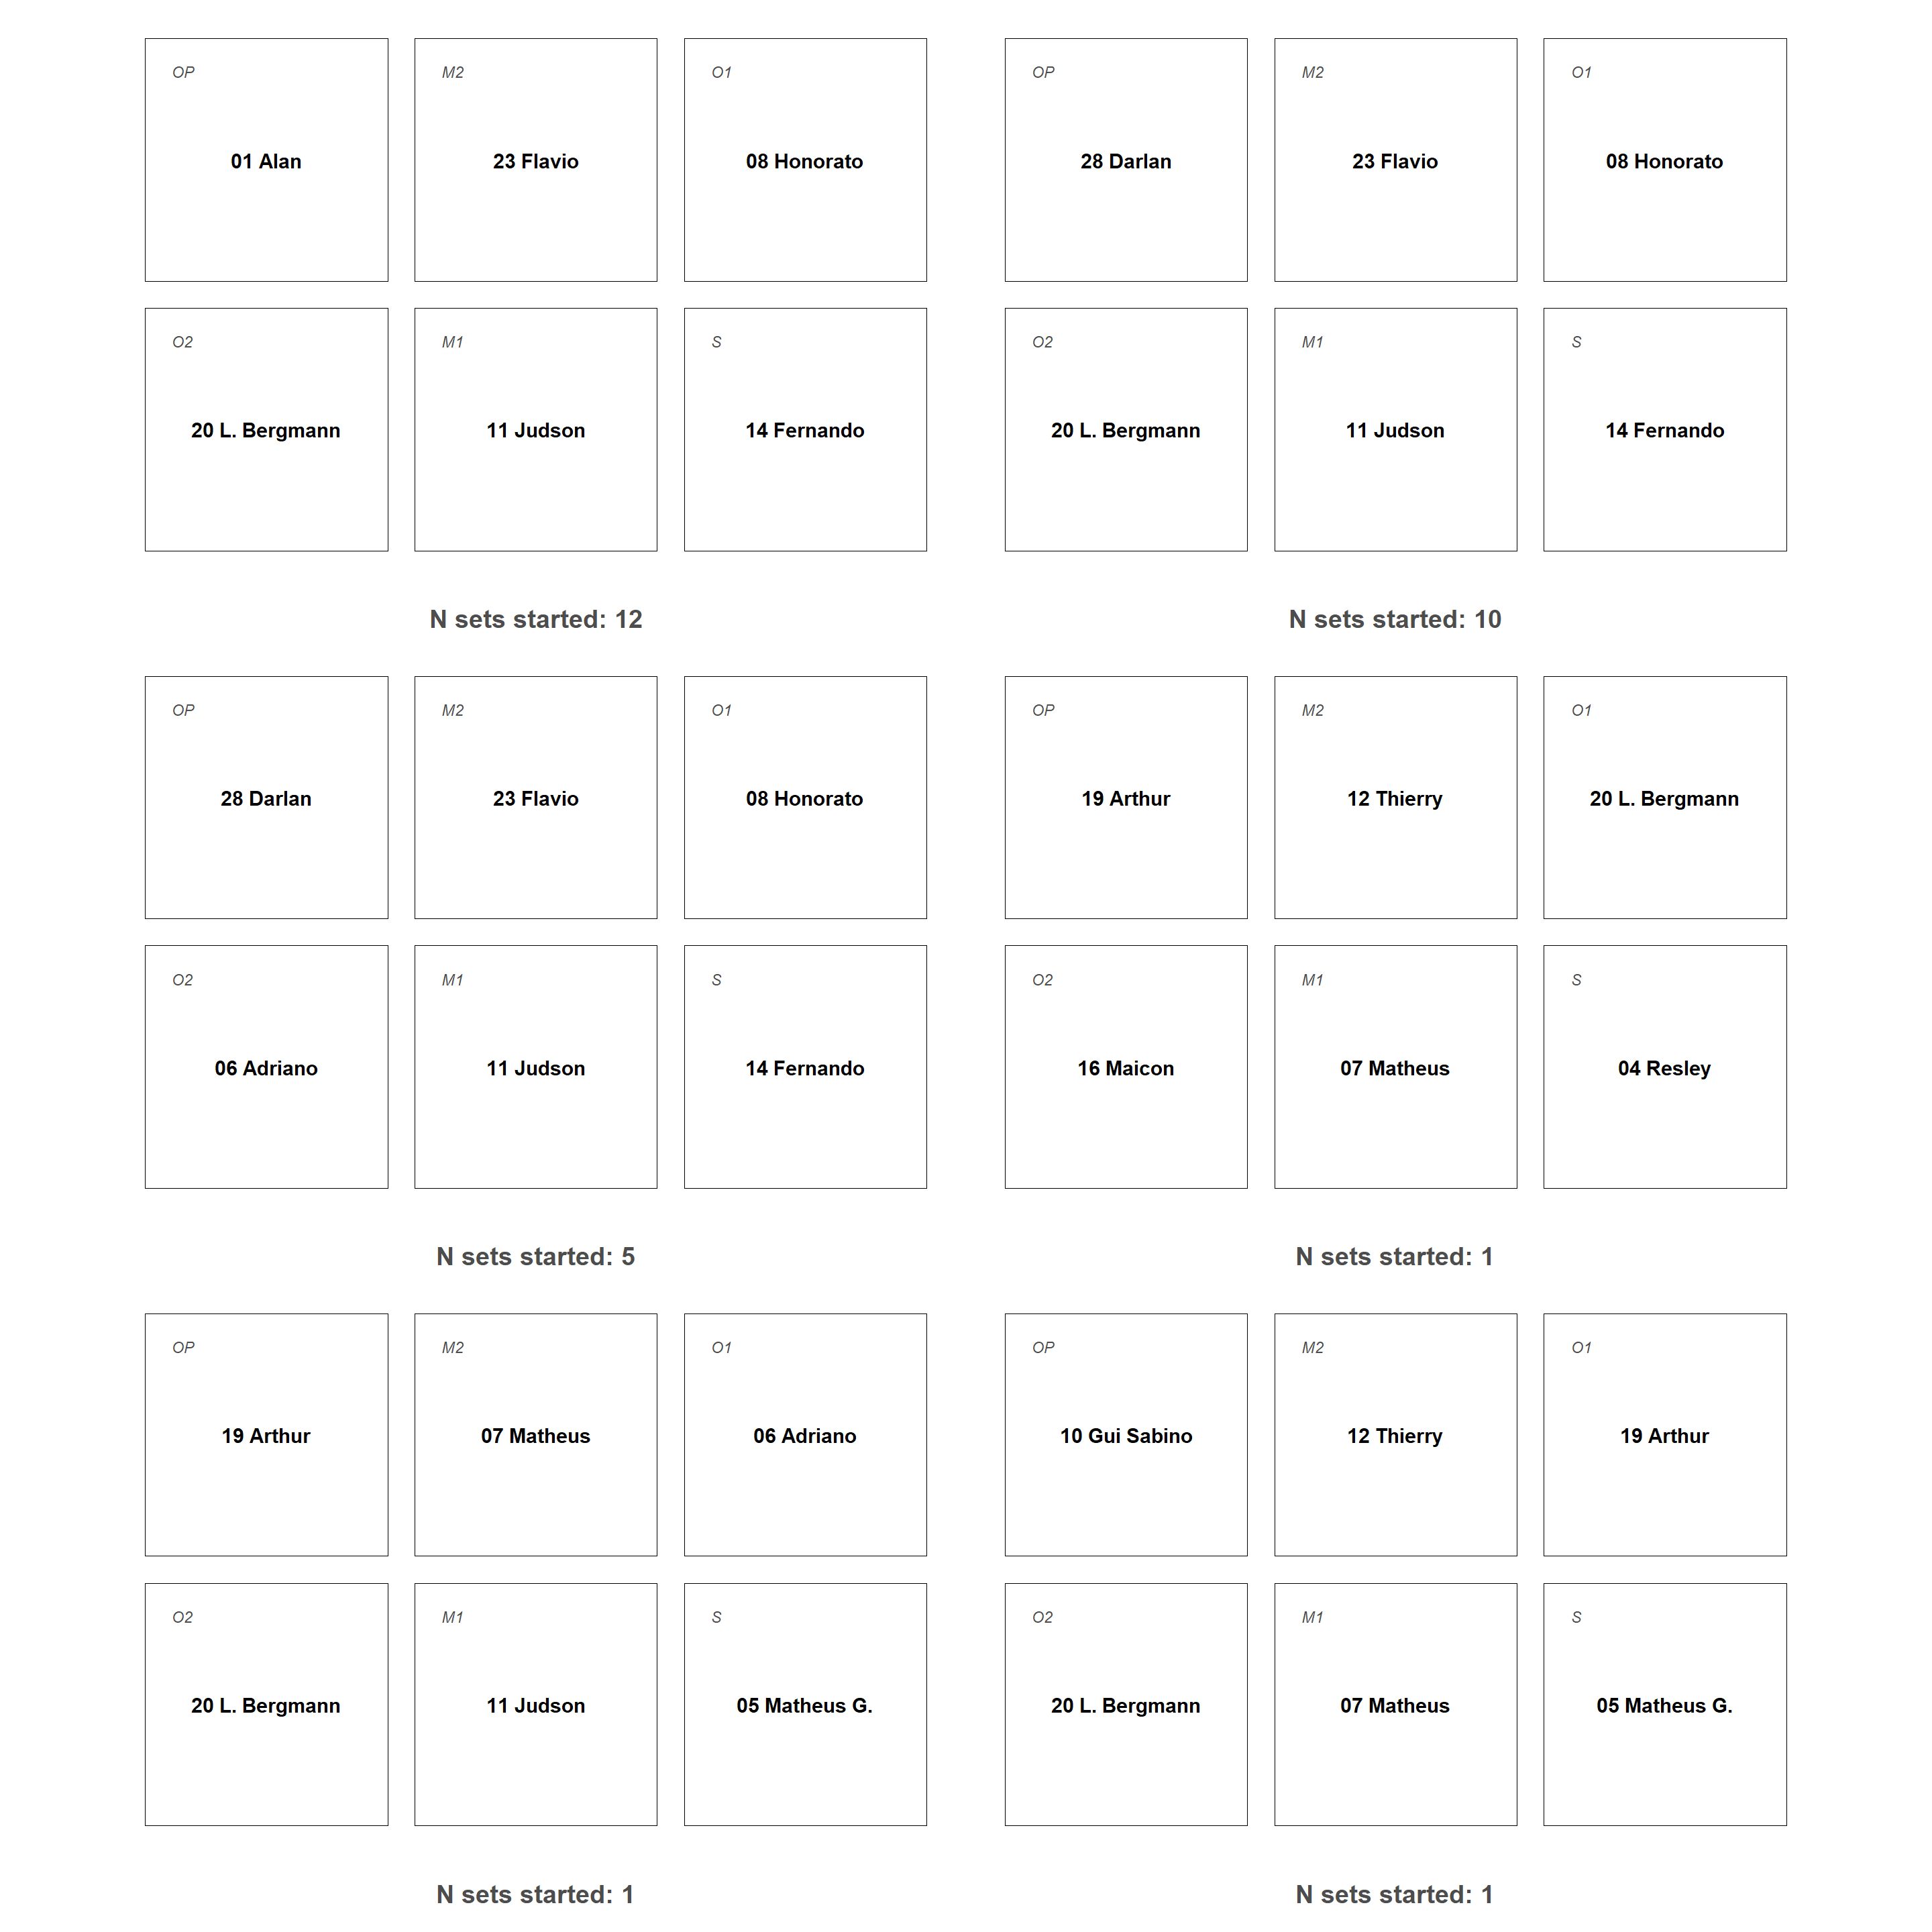 OP
M2
O1
01 Alan
23 Flavio
08 Honorato
O2
M1
S
20 L. Bergmann
11 Judson
14 Fernando
N sets started: 12
OP
M2
O1
28 Darlan
23 Flavio
08 Honorato
O2
M1
S
20 L. Bergmann
11 Judson
14 Fernando
N sets started: 10
OP
M2
O1
28 Darlan
23 Flavio
08 Honorato
O2
M1
S
06 Adriano
11 Judson
14 Fernando
N sets started: 5
OP
M2
O1
19 Arthur
12 Thierry
20 L. Bergmann
O2
M1
S
16 Maicon
07 Matheus
04 Resley
N sets started: 1
OP
M2
O1
19 Arthur
07 Matheus
06 Adriano
O2
M1
S
20 L. Bergmann
11 Judson
05 Matheus G.
N sets started: 1
OP
M2
O1
10 Gui Sabino
12 Thierry
19 Arthur
O2
M1
S
20 L. Bergmann
07 Matheus
05 Matheus G.
N sets started: 1